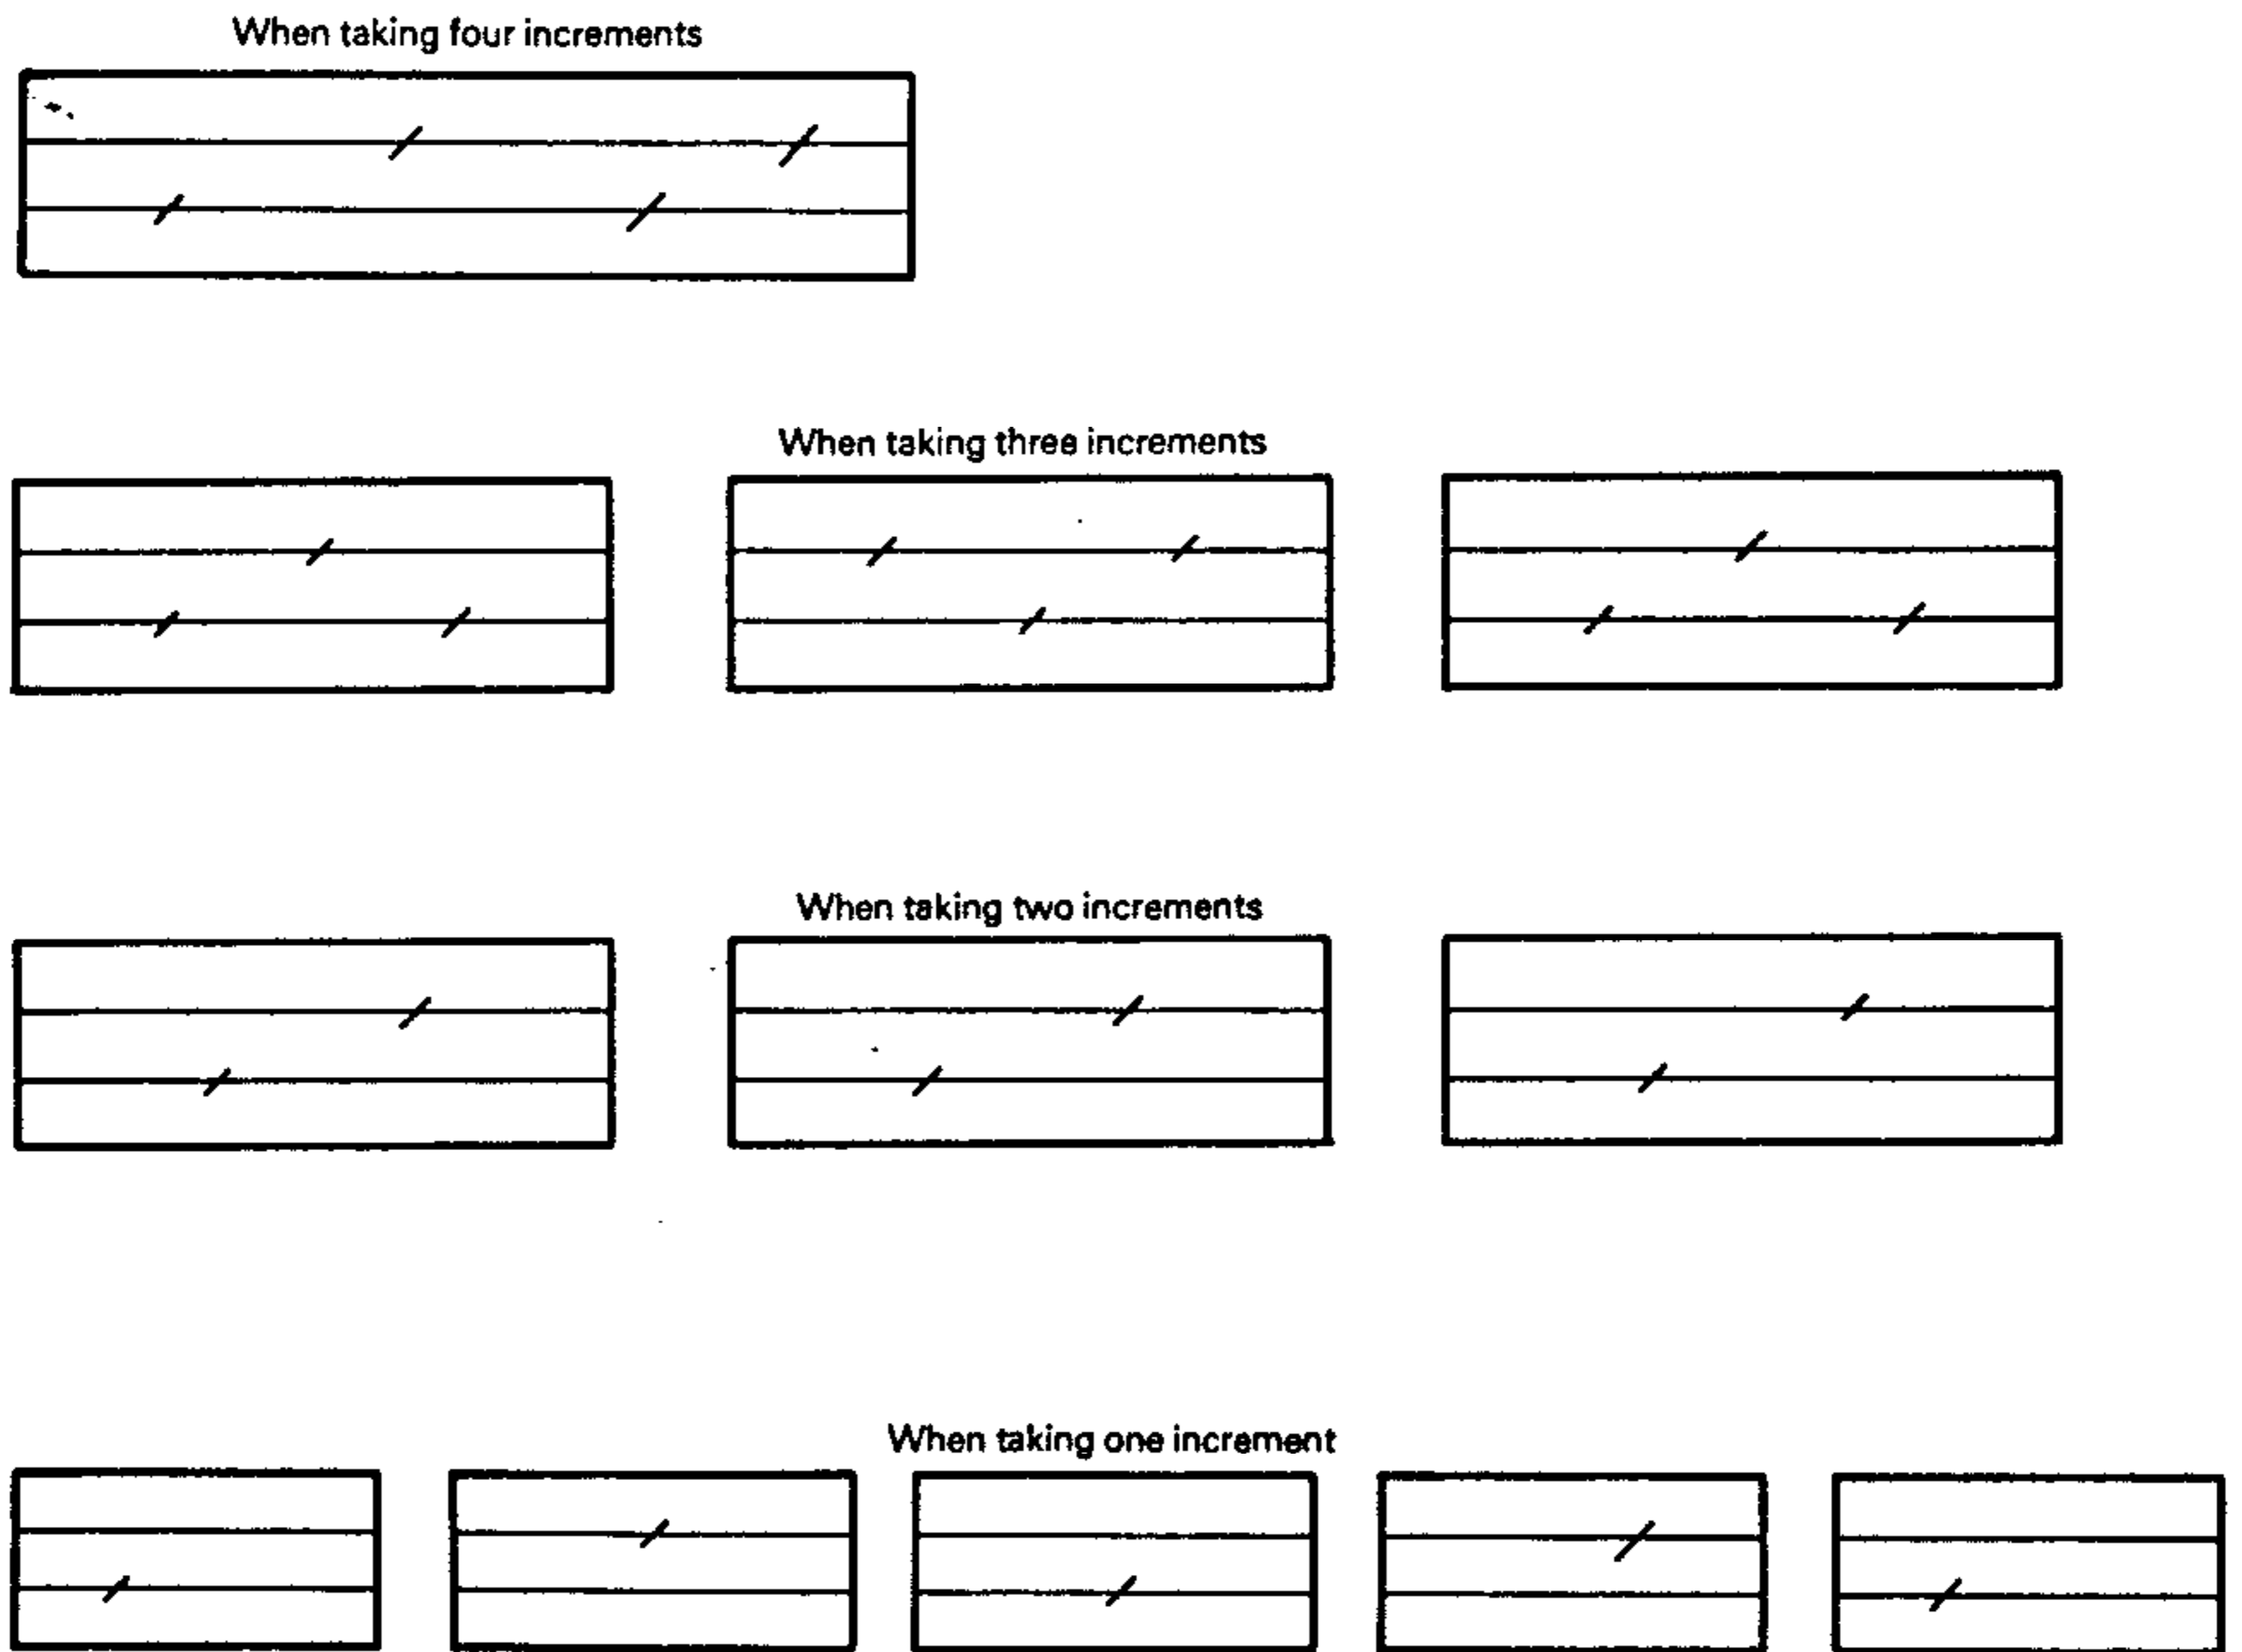 When taking four increments
When taking three increments
When taking two increments
When taking one increment